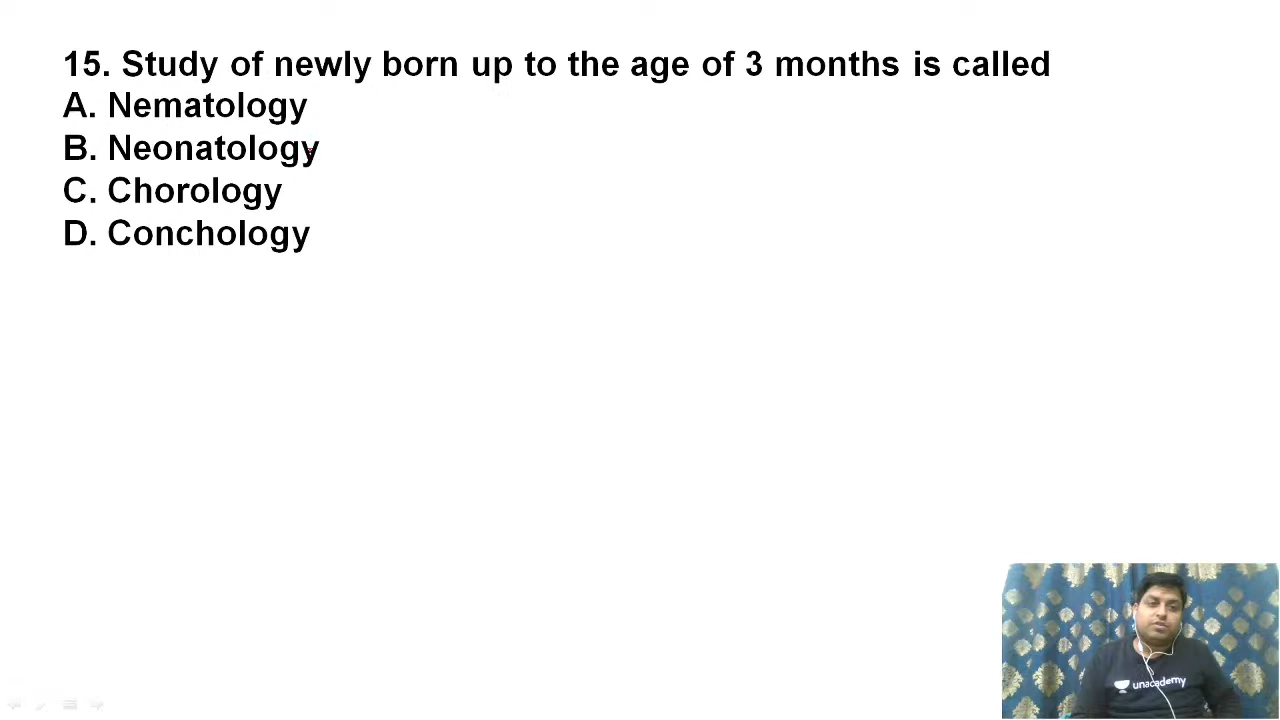 15. Study of newly born up to the age of 3 months is called
A. Nematology
B. Neonatology
C. Chorology
D. Conchology
unacademy